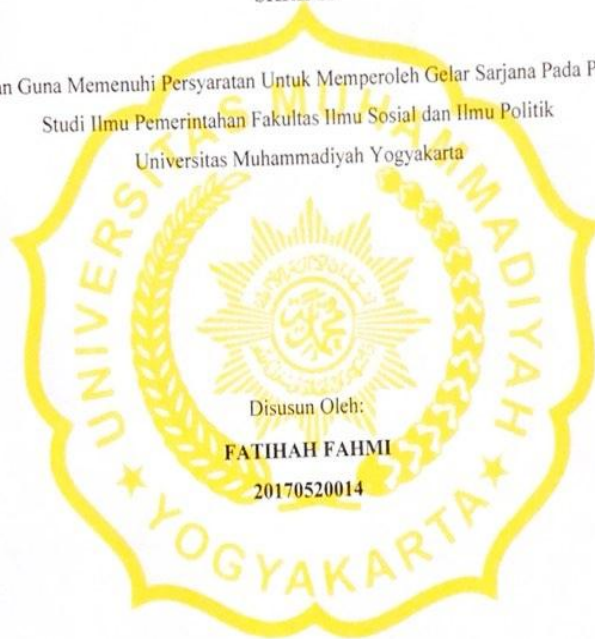 n Guna Memenuhi Persyaratan Untuk Memperoleh Gelar Sarjana Pada P
Studi Ilmu Pemerintahan Fakultas Ilmu Sosial dan Ilmu Politik
Universitas Muhammadiyah Yogyakarta
UNIVERSITAS MUHAMMADIYAH
YOGYAKARTA
Disusun Oleh:
FATIHAH FAHMI
20170520014